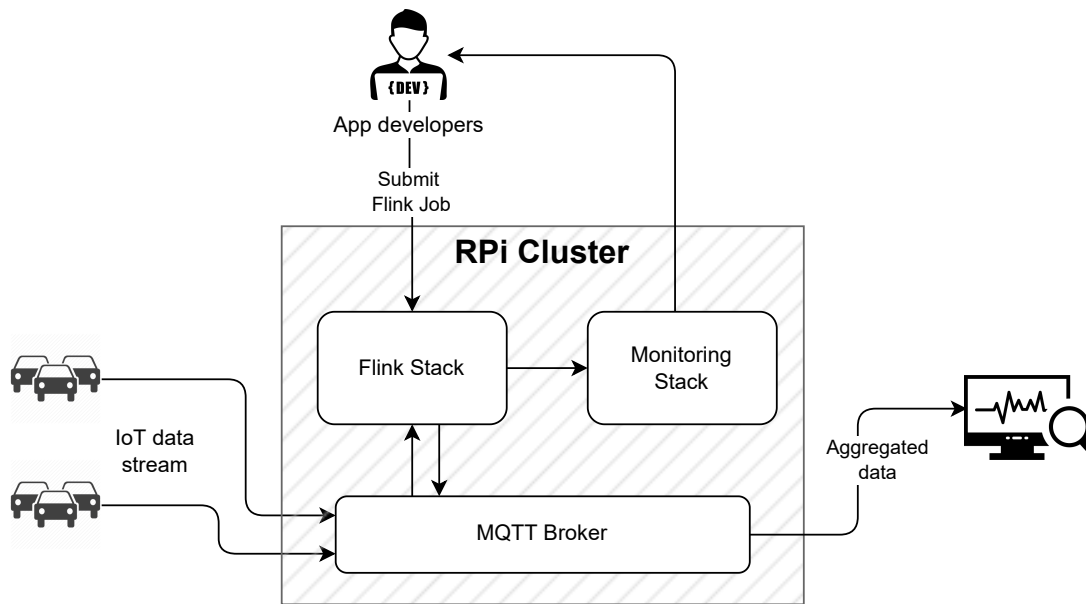 {DEV}
App developers
Submit
Flink Job
RPi Cluster
Flink Stack
Monitoring
Stack
IoT data
stream
Aggregated
data
MQTT Broker